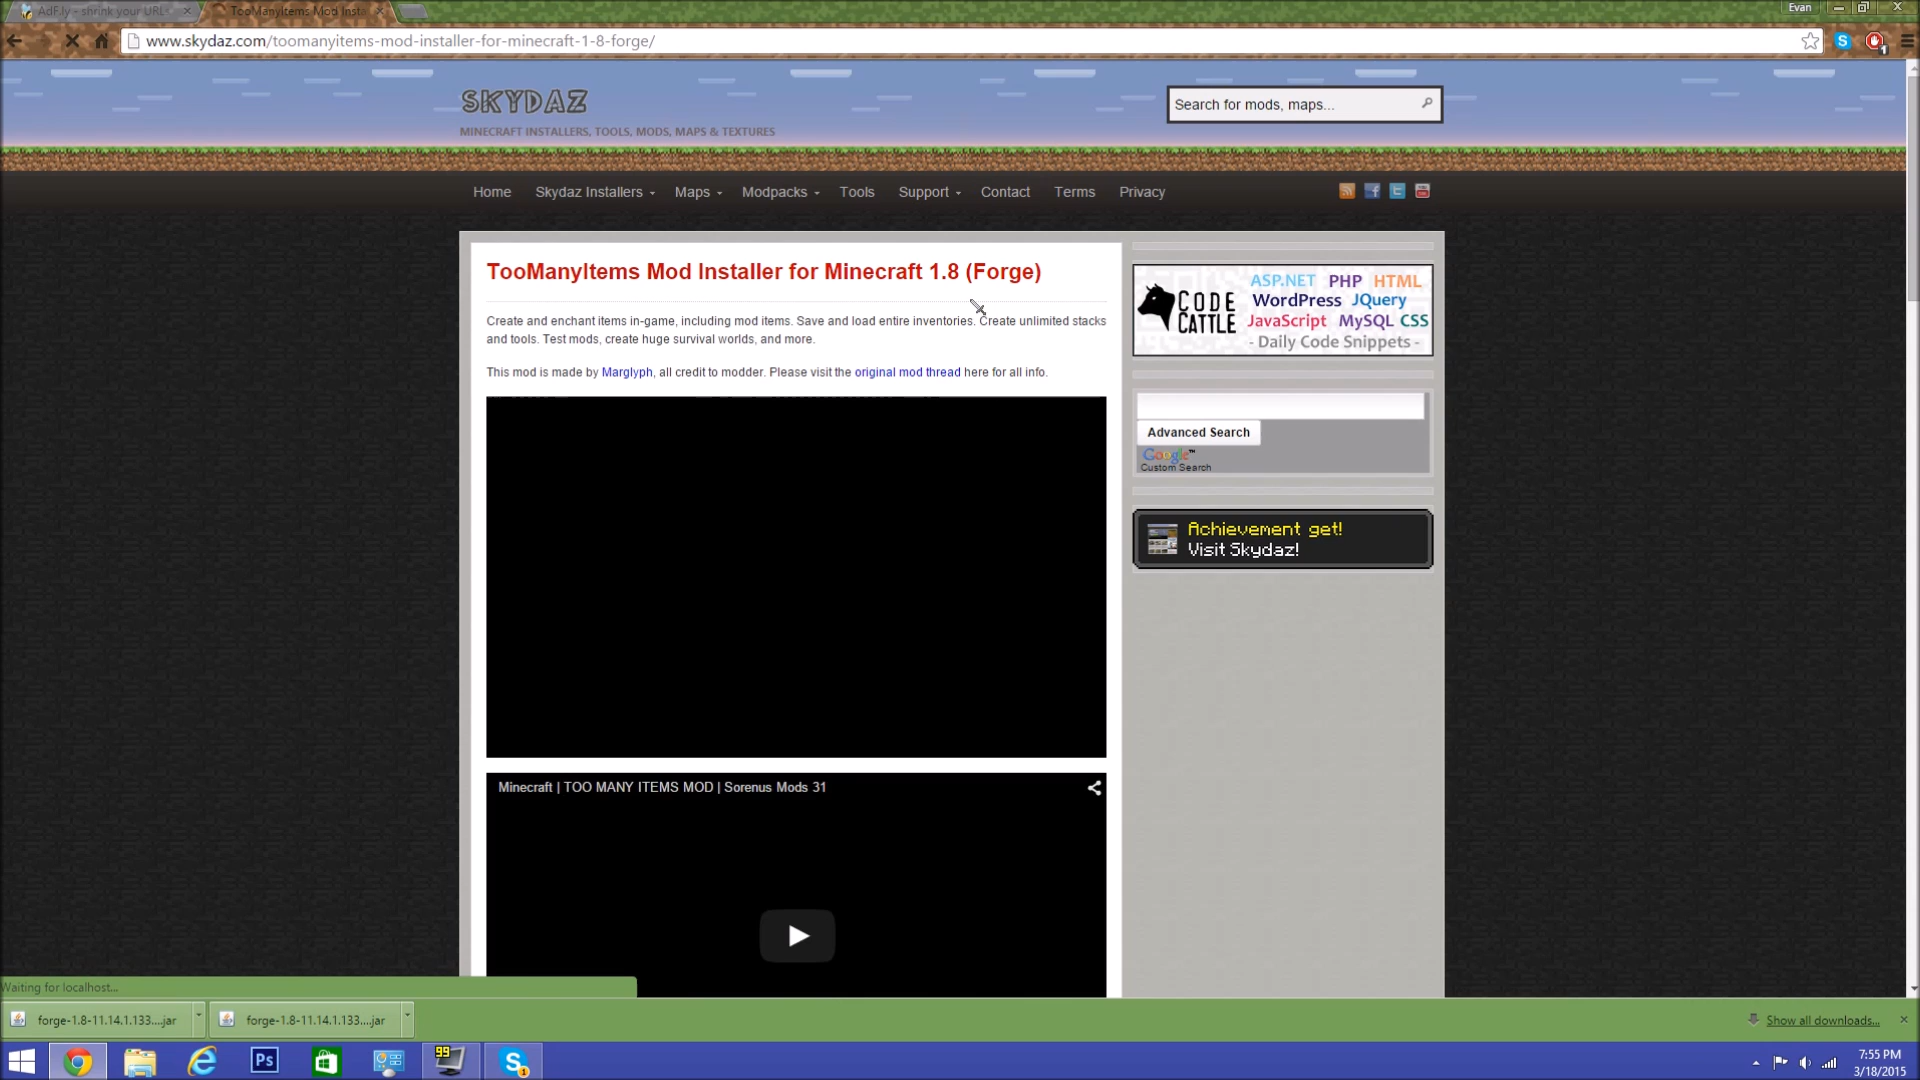 AdF.ly - shrink your URL
TooManyItems Mod Inst
Evan
www.skydaz.com/toomanyitems-mod-installer-for-minecraft-1-8-forge/
1
SKYDAZ
MINECRAFT INSTALLERS, TOOLS, MODS, MAPS & TEXTURES
Search for mods, maps...
Home Skydaz Installers Maps Modpacks Tools Support Contact Terms Privacy
TooManyItems Mod Installer for Minecraft 1.8 (Forge)
Create and enchant items in-game, including mod items. Save and load entire inventories. Create unlimited stacks
and tools. Test mods, create huge survival worlds, and more.
This mod is made by Marglyph, all credit to modder. Please visit the original mod thread here for all info.
CODE
CATTLE
ASP.NET PHP HTML
WordPress JQuery
JavaScript MySQL CSS
- Daily Code Snippets -
Advanced Search
Google™
Custom Search
Achievement get!
Visit Skydaz!
Minecraft | TOO MANY ITEMS MOD | Sorenus Mods 31
Waiting for localhost...
forge-1.8-11.14.1.133....jar
forge-1.8-11.14.1.133....jar
Show all downloads...
Ps
99
S
1
7:55 PM
3/18/2015